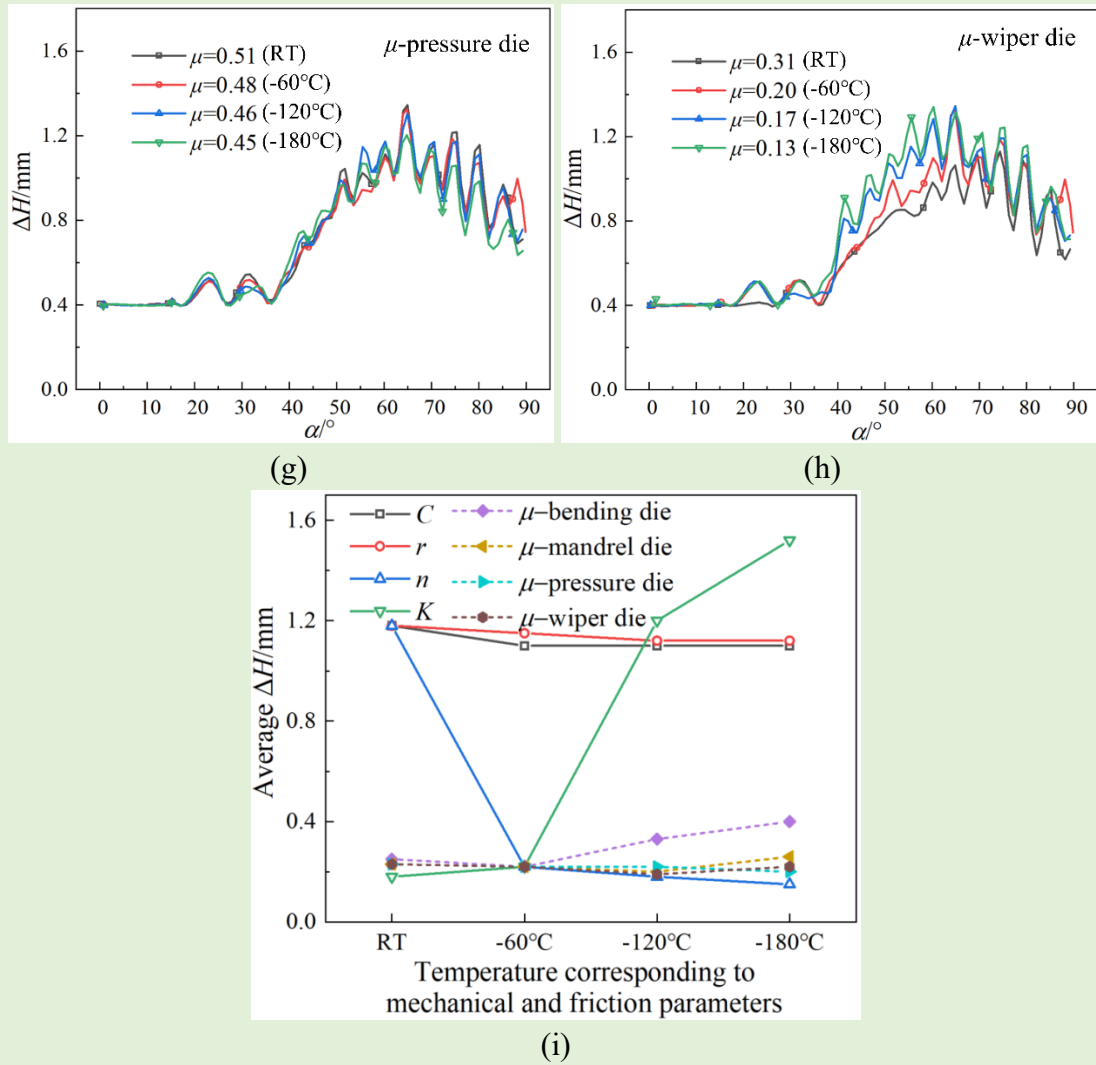 1.6
1.2
0.8
0.4
0.0
ΔH/mm
μ=0.51 (RT)
μ=0.48 (-60°C)
μ=0.46 (-120°C)
μ=0.45 (-180°C)
μ-pressure die
0 10 20 30 40 50 60 70 80 90
α/°
(g)
1.6
1.2
0.8
0.4
0.0
ΔH/mm
μ=0.31 (RT)
μ=0.20 (-60°C)
μ=0.17 (-120°C)
μ=0.13 (-180°C)
μ-wiper die
0 10 20 30 40 50 60 70 80 90
α/°
(h)
1.6
1.2
0.8
0.4
0.0
Average ΔH/mm
C
r
n
K
μ−bending die
μ−mandrel die
μ−pressure die
μ−wiper die
RT -60°C -120°C -180°C
Temperature corresponding to
mechanical and friction parameters
(i)